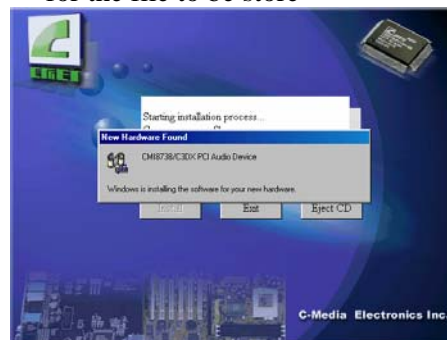 for the file to be store
CMEI
Starting installation process...
New Hardware Found
CMI8738/C3DX PCI Audio Device
Windows is installing the software for your new hardware.
Install
Exit
Eject CD
C-Media Electronics Inc.